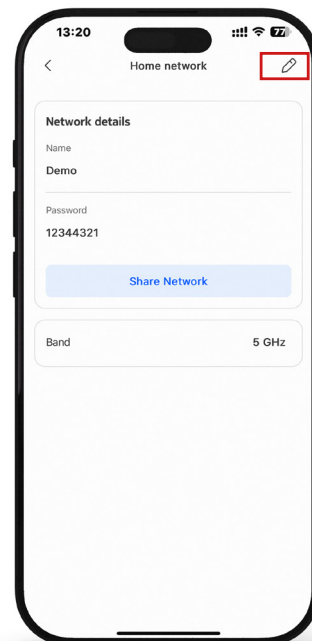 13:20
77
Home network
Network details
Name
Demo
Password
12344321
Share Network
Band
5 GHz